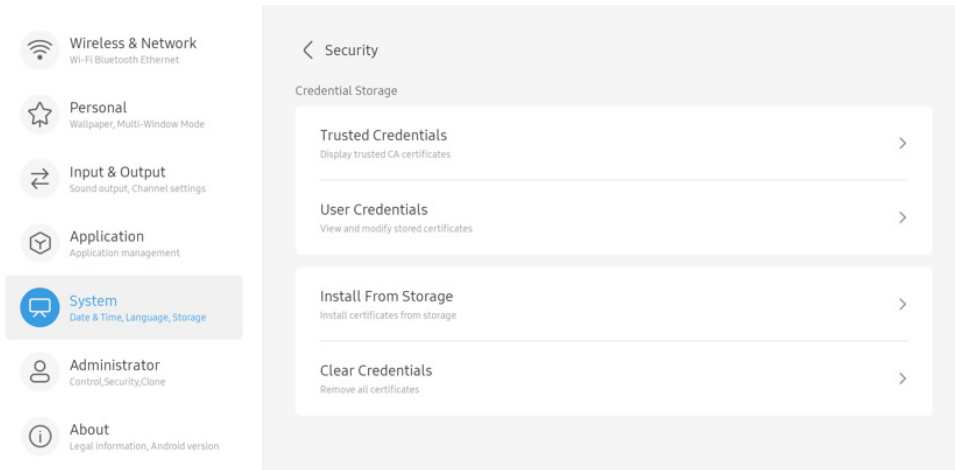 Wireless & Network
Wi-Fi Bluetooth Ethernet
Personal
Wallpaper, Multi-Window Mode
Input & Output
Sound output, Channel settings
Application
Application management
System
Date & Time, Language, Storage
Administrator
Control,Security,Clone
About
Legal information, Android version
Security
Credential Storage
Trusted Credentials
Display trusted CA certificates
User Credentials
View and modify stored certificates
Install From Storage
Install certificates from storage
Clear Credentials
Remove all certificates